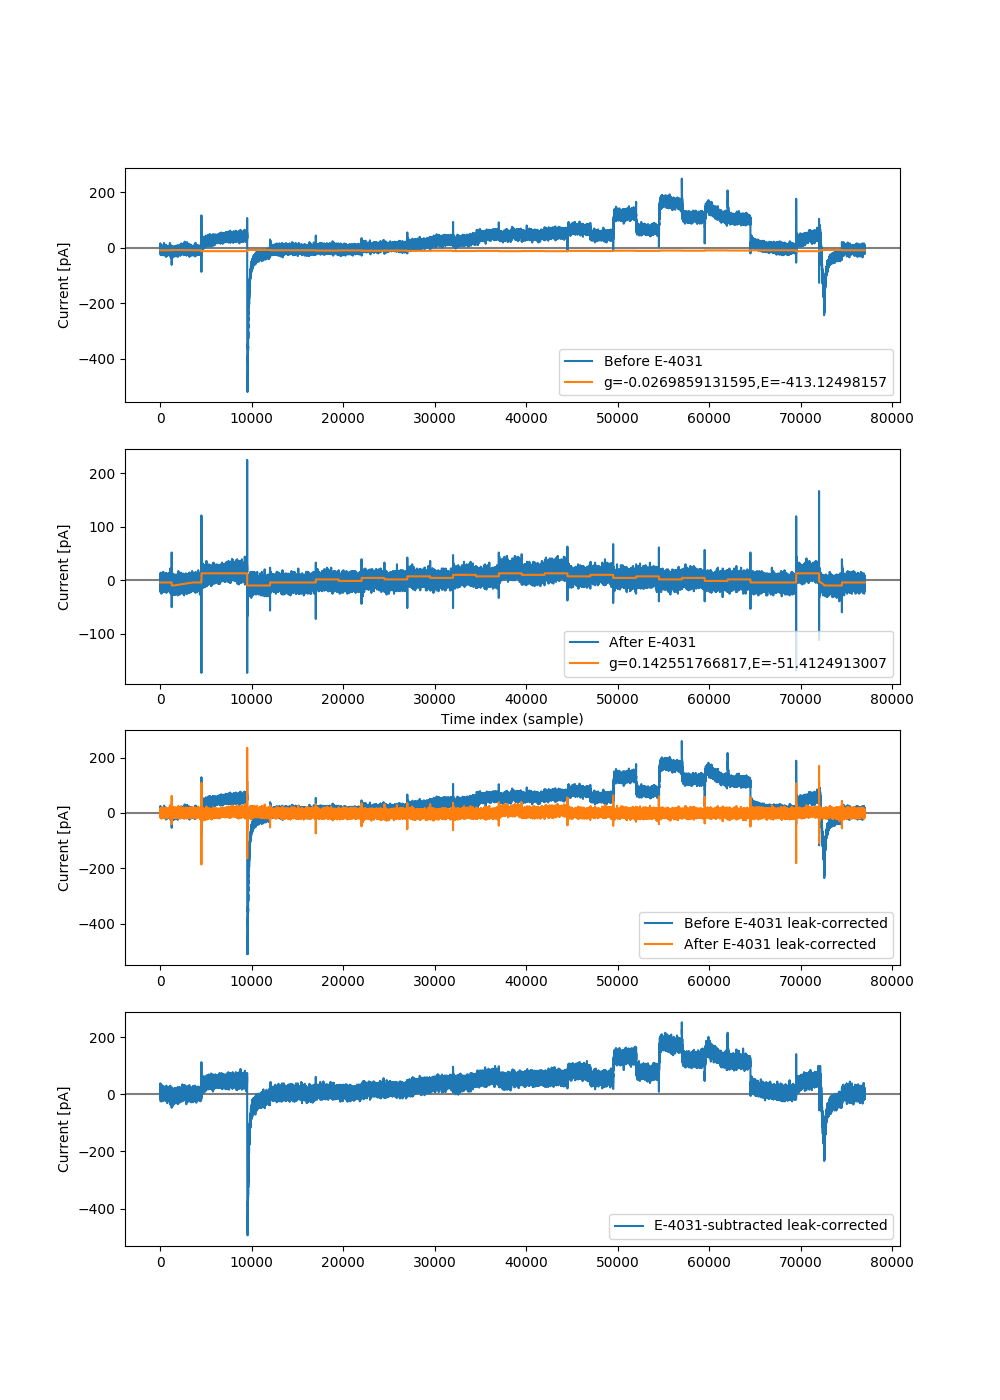 200
0
−200
−400
Current [pA]
Before E-4031
g=-0.0269859131595,E=-413.12498157
0 10000 20000 30000 40000 50000 60000 70000 80000
200
100
0
−100
Current [pA]
After E-4031
g=0.142551766817,E=-51.4124913007
0 10000 20000 30000 40000 50000 60000 70000 80000
Time index (sample)
200
0
−200
−400
Current [pA]
Before E-4031 leak-corrected
After E-4031 leak-corrected
0 10000 20000 30000 40000 50000 60000 70000 80000
200
0
−200
−400
Current [pA]
E-4031-subtracted leak-corrected
0 10000 20000 30000 40000 50000 60000 70000 80000